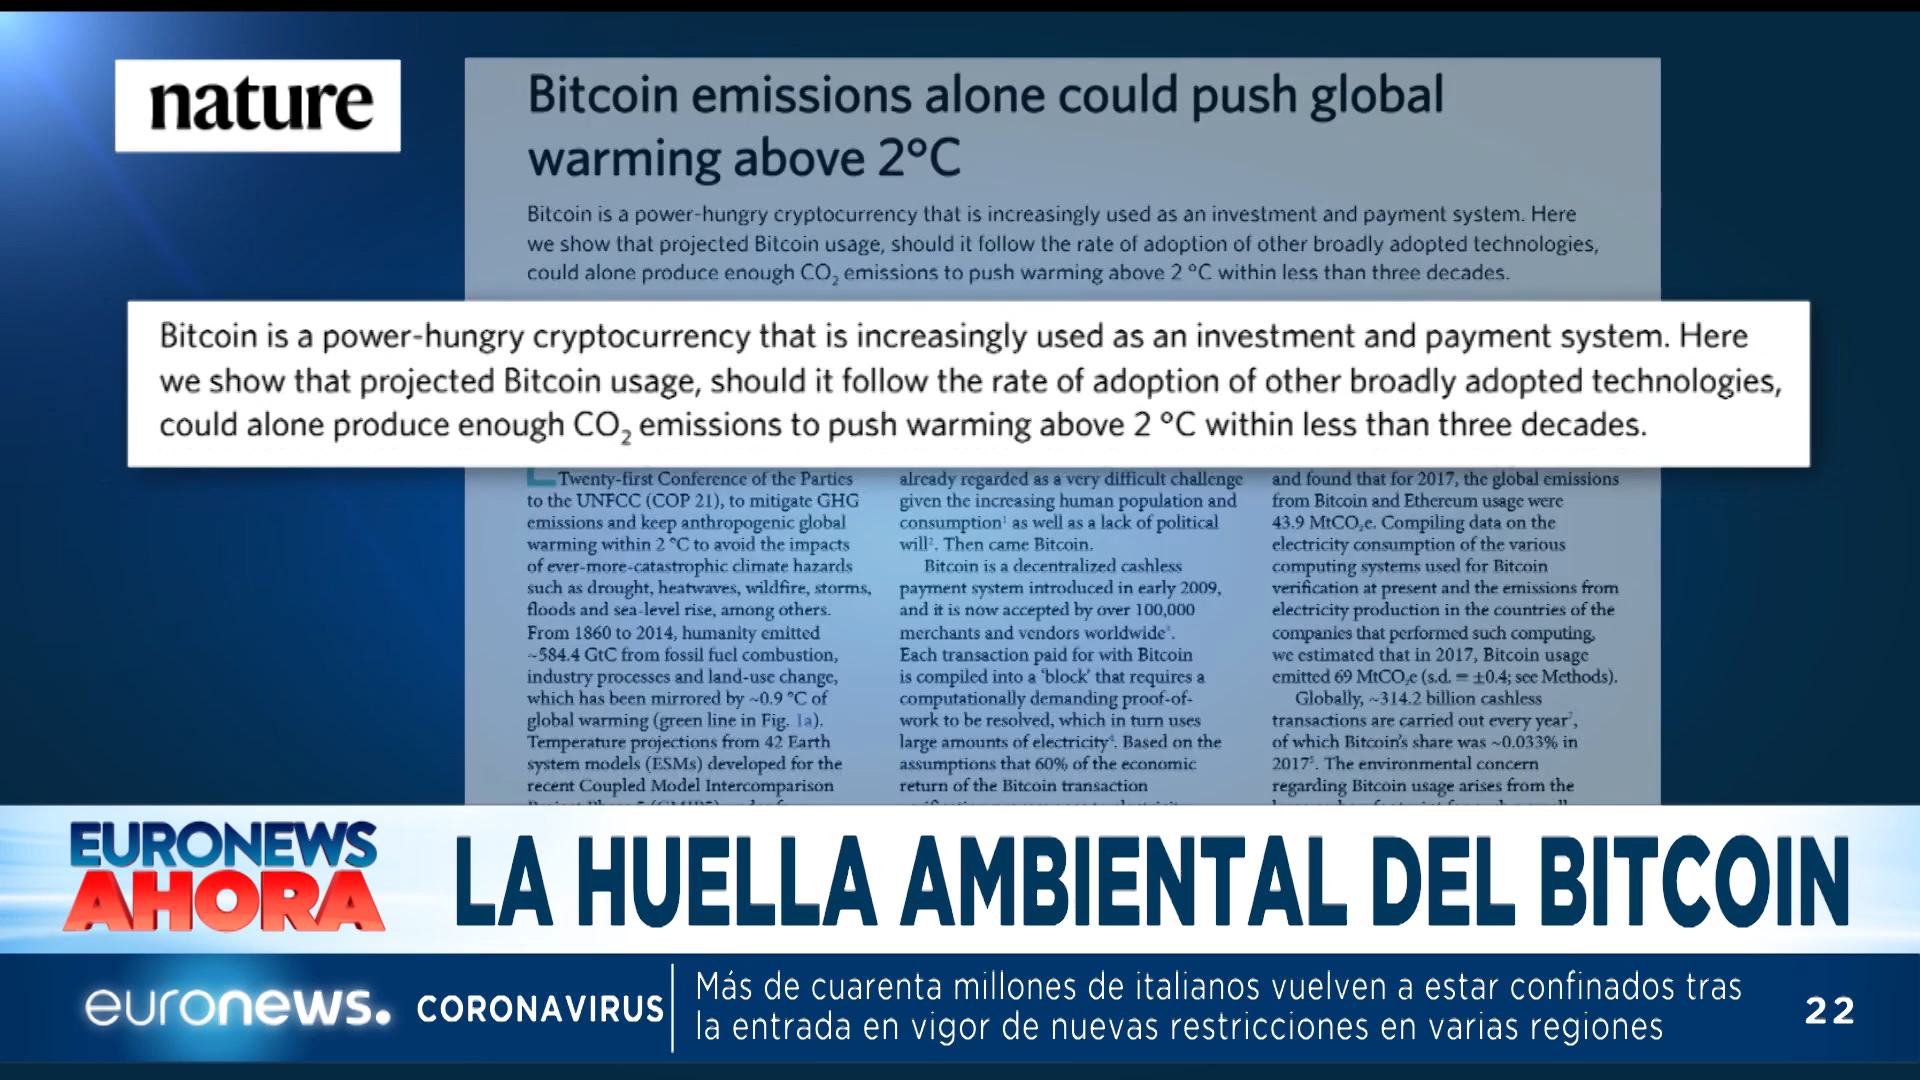 nature
Bitcoin emissions alone could push global
warming above 2°C
Bitcoin is a power-hungry cryptocurrency that is increasingly used as an investment and payment system. Here
we show that projected Bitcoin usage, should it follow the rate of adoption of other broadly adopted technologies,
could alone produce enough CO₂ emissions to push warming above 2 °C within less than three decades.
Bitcoin is a power-hungry cryptocurrency that is increasingly used as an investment and payment system. Here
we show that projected Bitcoin usage, should it follow the rate of adoption of other broadly adopted technologies,
could alone produce enough CO₂ emissions to push warming above 2 °C within less than three decades.
Twenty-first Conference of the Parties
to the UNFCC (COP 21), to mitigate GHG
emissions and keep anthropogenic global
warming within 2 °C to avoid the impacts
of ever-more-catastrophic climate hazards
such as drought, heatwaves, wildfire, storms,
floods and sea-level rise, among others.
From 1860 to 2014, humanity emitted
~584.4 GtC from fossil fuel combustion,
industry processes and land-use change,
which has been mirrored by ~0.9 °C of
global warming (green line in Fig. 1a).
Temperature projections from 42 Earth
system models (ESMs) developed for the
recent Coupled Model Intercomparison
already regarded as a very difficult challenge
given the increasing human population and
consumption¹ as well as a lack of political
will². Then came Bitcoin.
Bitcoin is a decentralized cashless
payment system introduced in early 2009,
and it is now accepted by over 100,000
merchants and vendors worldwide³.
Each transaction paid for with Bitcoin
is compiled into a 'block' that requires a
computationally demanding proof-of-
work to be resolved, which in turn uses
large amounts of electricity⁴. Based on the
assumptions that 60% of the economic
return of the Bitcoin transaction
and found that for 2017, the global emissions
from Bitcoin and Ethereum usage were
43.9 MtCO₂e. Compiling data on the
electricity consumption of the various
computing systems used for Bitcoin
verification at present and the emissions from
electricity production in the countries of the
companies that performed such computing,
we estimated that in 2017, Bitcoin usage
emitted 69 MtCO₂e (s.d. = ±0.4; see Methods).
Globally, ~314.2 billion cashless
transactions are carried out every year⁷,
of which Bitcoin's share was ~0.033% in
2017⁵. The environmental concern
regarding Bitcoin usage arises from the
EURONEWS
AHORA
LA HUELLA AMBIENTAL DEL BITCOIN
euronews.
CORONAVIRUS
Más de cuarenta millones de italianos vuelven a estar confinados tras
la entrada en vigor de nuevas restricciones en varias regiones
22